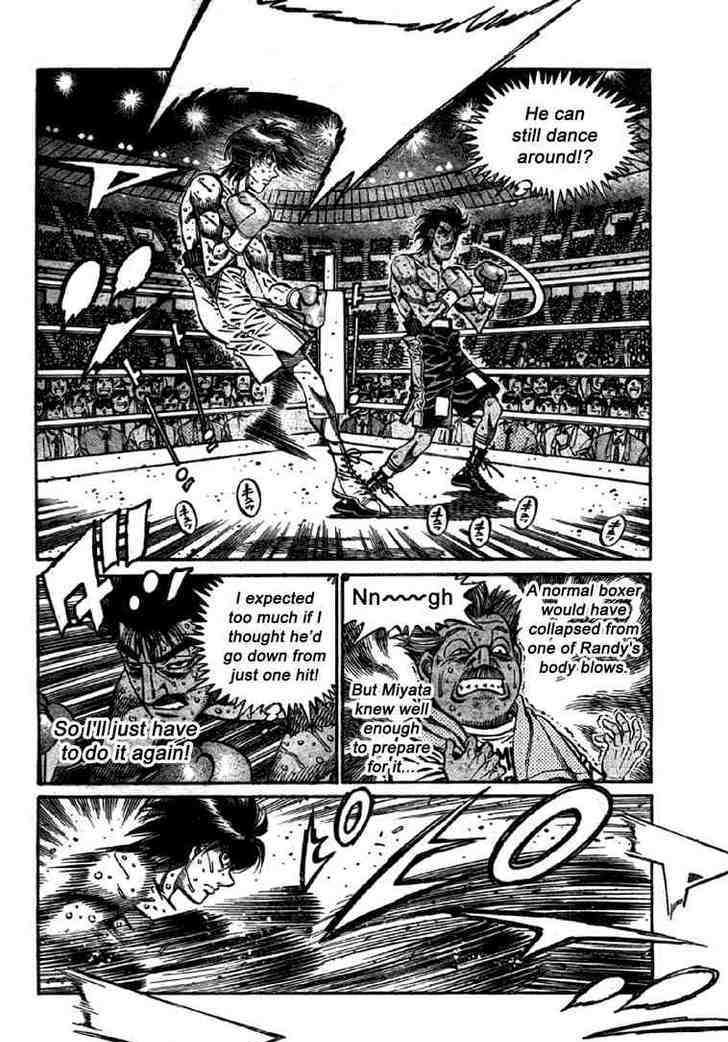 He can
still dance
around!?
A normal boxer
would have
collapsed from
one of Randy's
body blows.
Nn~~~gh
But Miyata
knew well
enough
to prepare
for it...
I expected
too much if I
thought he'd
go down from
just one hit!
So I'll just have
to do it again!